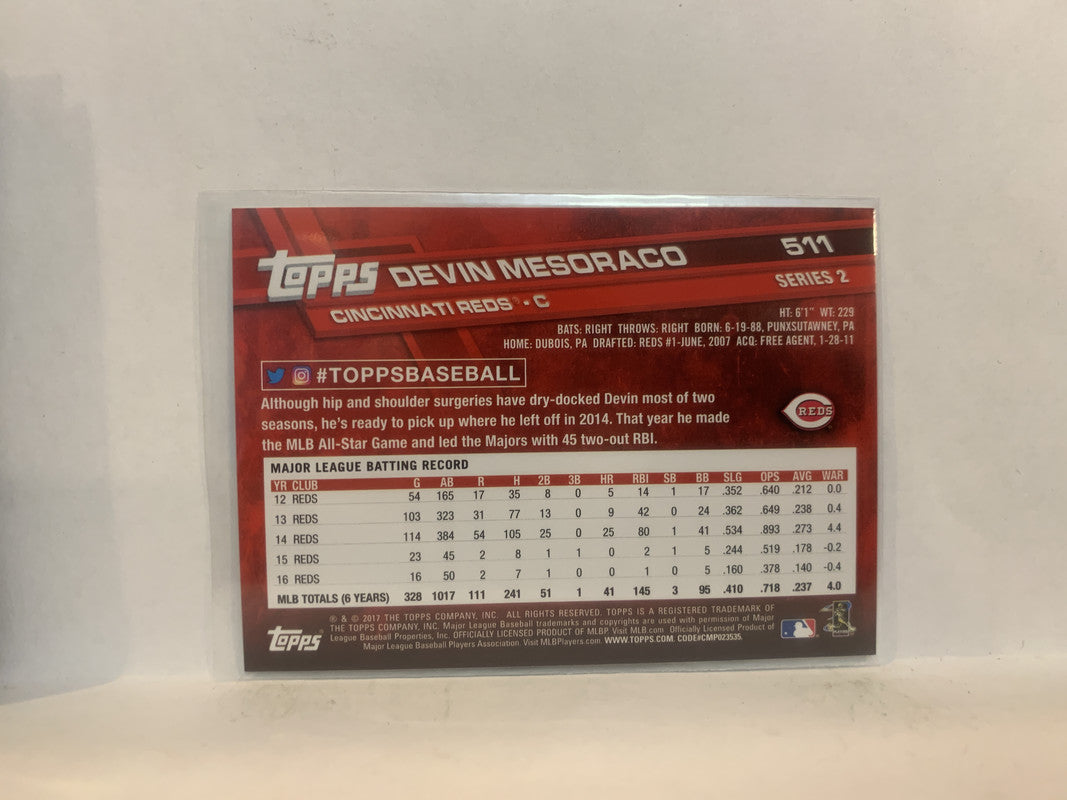 TOPPS DEVIN MESORACO 511
CINCINNATI REDS® • C SERIES 2
HT: 6'1" WT: 229
BATS: RIGHT THROWS: RIGHT BORN: 6-19-88, PUNXSUTAWNEY, PA
HOME: DUBOIS, PA DRAFTED: REDS #1-JUNE, 2007 ACQ: FREE AGENT, 1-28-11
#TOPPSBASEBALL
Although hip and shoulder surgeries have dry-docked Devin most of two
seasons, he's ready to pick up where he left off in 2014. That year he made
the MLB All-Star Game and led the Majors with 45 two-out RBI.
REDS
MAJOR LEAGUE BATTING RECORD
YR CLUB G AB R H 2B 3B HR RBI SB BB SLG OPS AVG WAR
12 REDS 54 165 17 35 8 0 5 14 1 17 .352 .640 .212 0.0
13 REDS 103 323 31 77 13 0 9 42 0 24 .362 .649 .238 0.4
14 REDS 114 384 54 105 25 0 25 80 1 41 .534 .893 .273 4.4
15 REDS 23 45 2 8 1 1 0 2 1 5 .244 .519 .178 -0.2
16 REDS 16 50 2 7 1 0 0 1 0 5 .160 .378 .140 -0.4
MLB TOTALS (6 YEARS) 328 1017 111 241 51 1 41 145 3 95 .410 .718 .237 4.0
TOPPS
® & © 2017 THE TOPPS COMPANY, INC. ALL RIGHTS RESERVED. TOPPS IS A REGISTERED TRADEMARK OF
THE TOPPS COMPANY, INC. Major League Baseball trademarks and copyrights are used with permission of Major
League Baseball Properties, Inc. OFFICIALLY LICENSED PRODUCT OF MLBP. Visit MLB.com. Officially Licensed Product of
Major League Baseball Players Association. Visit MLBPlayers.com. WWW.TOPPS.COM. CODE#CMP023535.